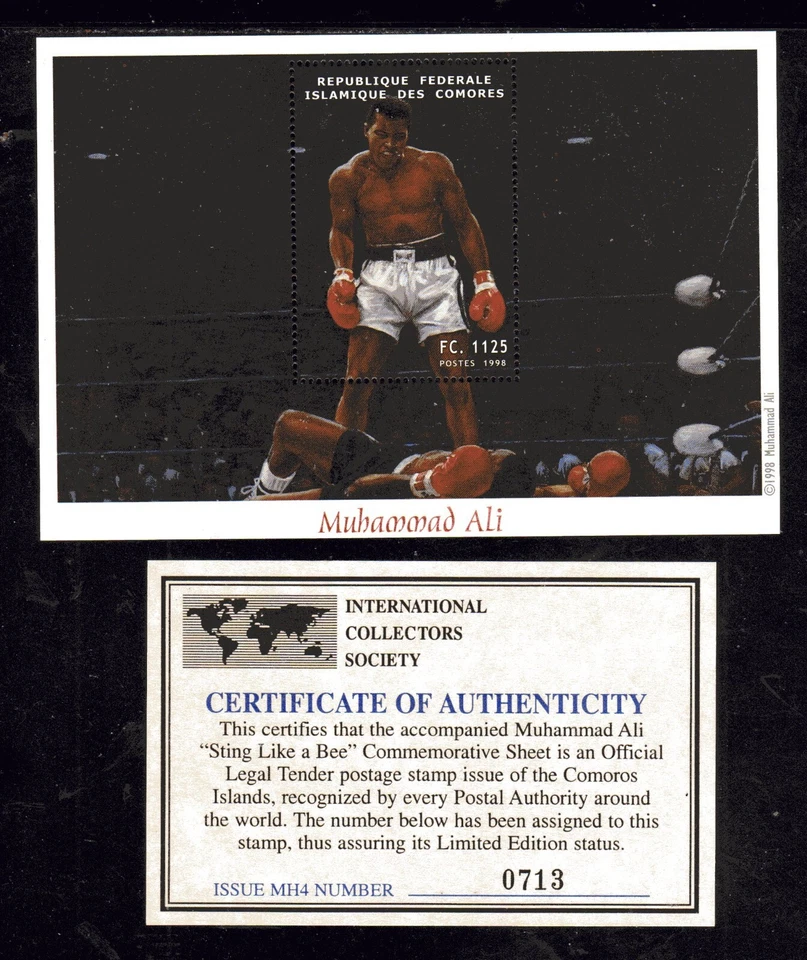 REPUBLIQUE FEDERALE
ISLAMIQUE DES COMORES
FC. 1125
POSTES 1998
©1998 Muhammad Ali
Muhammad Ali
INTERNATIONAL
COLLECTORS
SOCIETY
CERTIFICATE OF AUTHENTICITY
This certifies that the accompanied Muhammad Ali
“Sting Like a Bee” Commemorative Sheet is an Official
Legal Tender postage stamp issue of the Comoros
Islands, recognized by every Postal Authority around
the world. The number below has been assigned to this
stamp, thus assuring its Limited Edition status.
ISSUE MH4 NUMBER 0713